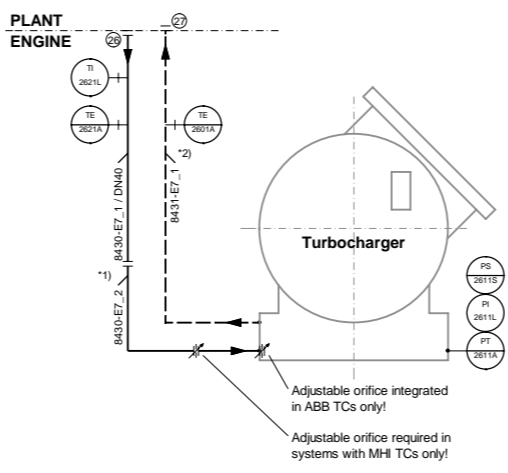 PLANT
27
ENGINE
26
TI
2621L
TE
2621A
TE
2601A
*2)
8430-E7_1 / DN40
8431-E7_1
Turbocharger
*1)
8430-E7_2
PS
2611S
PI
2611L
PT
2611A
Adjustable orifice integrated
in ABB TCs only!
Adjustable orifice required in
systems with MHI TCs only!